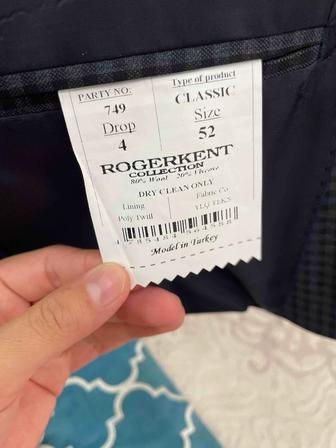 PARTY NO: Type of product
749 CLASSIC
Drop Size
4 52
ROGERKENT
COLLECTION
80% Wool 20% Viscose
DRY CLEAN ONLY
Lining Fabric Co
Poly Twill
Model in Turkey